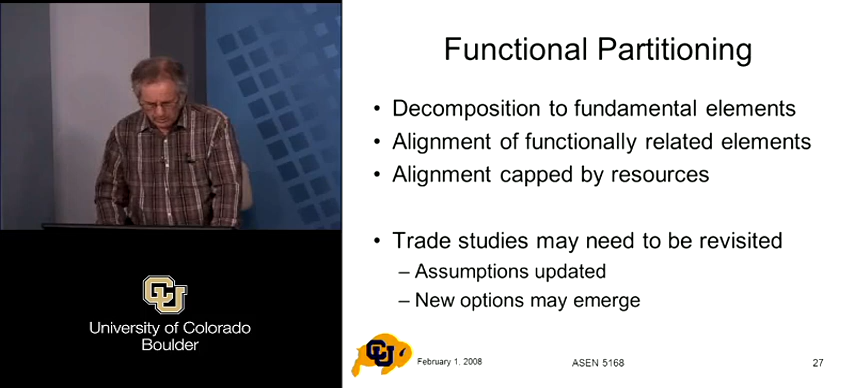 Functional Partitioning
• Decomposition to fundamental elements
• Alignment of functionally related elements
• Alignment capped by resources
• Trade studies may need to be revisited
– Assumptions updated
– New options may emerge
CU
University of Colorado
Boulder
CU
February 1, 2008
ASEN 5168
27